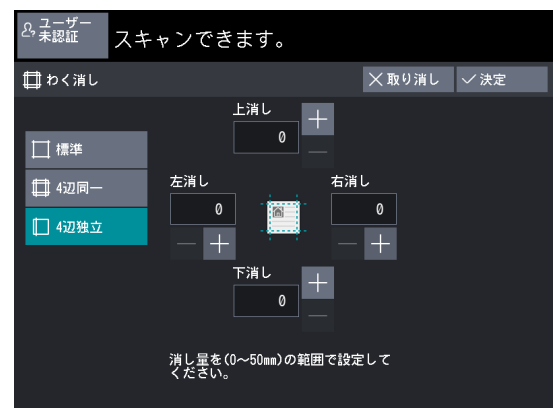 ユーザー
未認証
スキャンできます。
わく消し
取り消し
決定
標準
4辺同一
4辺独立
上消し
0
左消し
0
右消し
0
下消し
0
消し量を(0～50㎜)の範囲で設定して
ください。